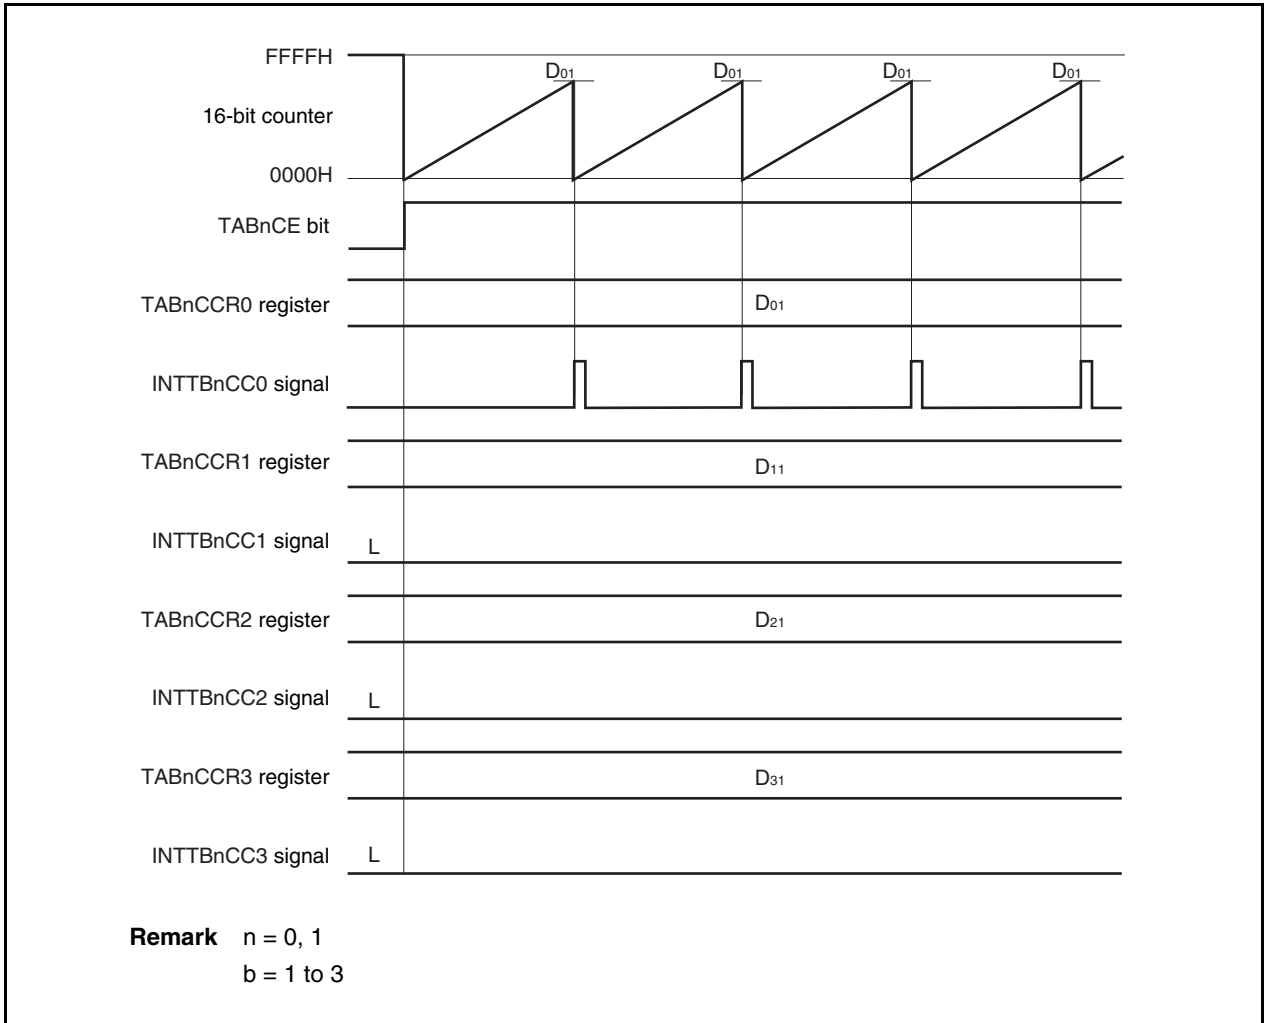 FFFFH
D01 D01 D01 D01
16-bit counter
0000H
TABnCE bit
TABnCCR0 register D01
INTTBnCC0 signal
TABnCCR1 register D11
INTTBnCC1 signal L
TABnCCR2 register D21
INTTBnCC2 signal L
TABnCCR3 register D31
INTTBnCC3 signal L
Remark n = 0, 1
b = 1 to 3